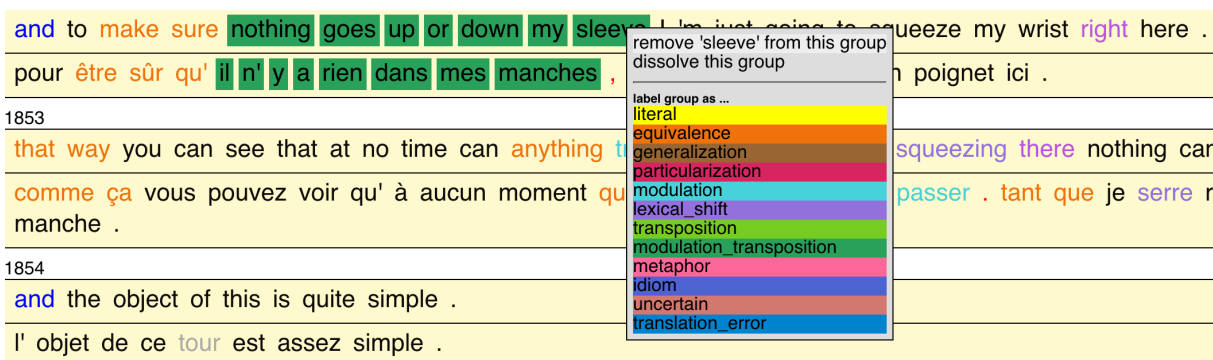 and to make sure nothing goes up or down my sleeve I 'm just going to squeeze my wrist right here .
pour être sûr qu' il n' y a rien dans mes manches , poignet ici .
1853
that way you can see that at no time can anything squeezing there nothing
comme ça vous pouvez voir qu' à aucun moment passer . tant que je serre
manche .
1854
and the object of this is quite simple .
l' objet de ce tour est assez simple .
remove 'sleeve' from this group
dissolve this group
label group as ...
literal
equivalence
generalization
particularization
modulation
lexical_shift
transposition
modulation_transposition
metaphor
idiom
uncertain
translation_error